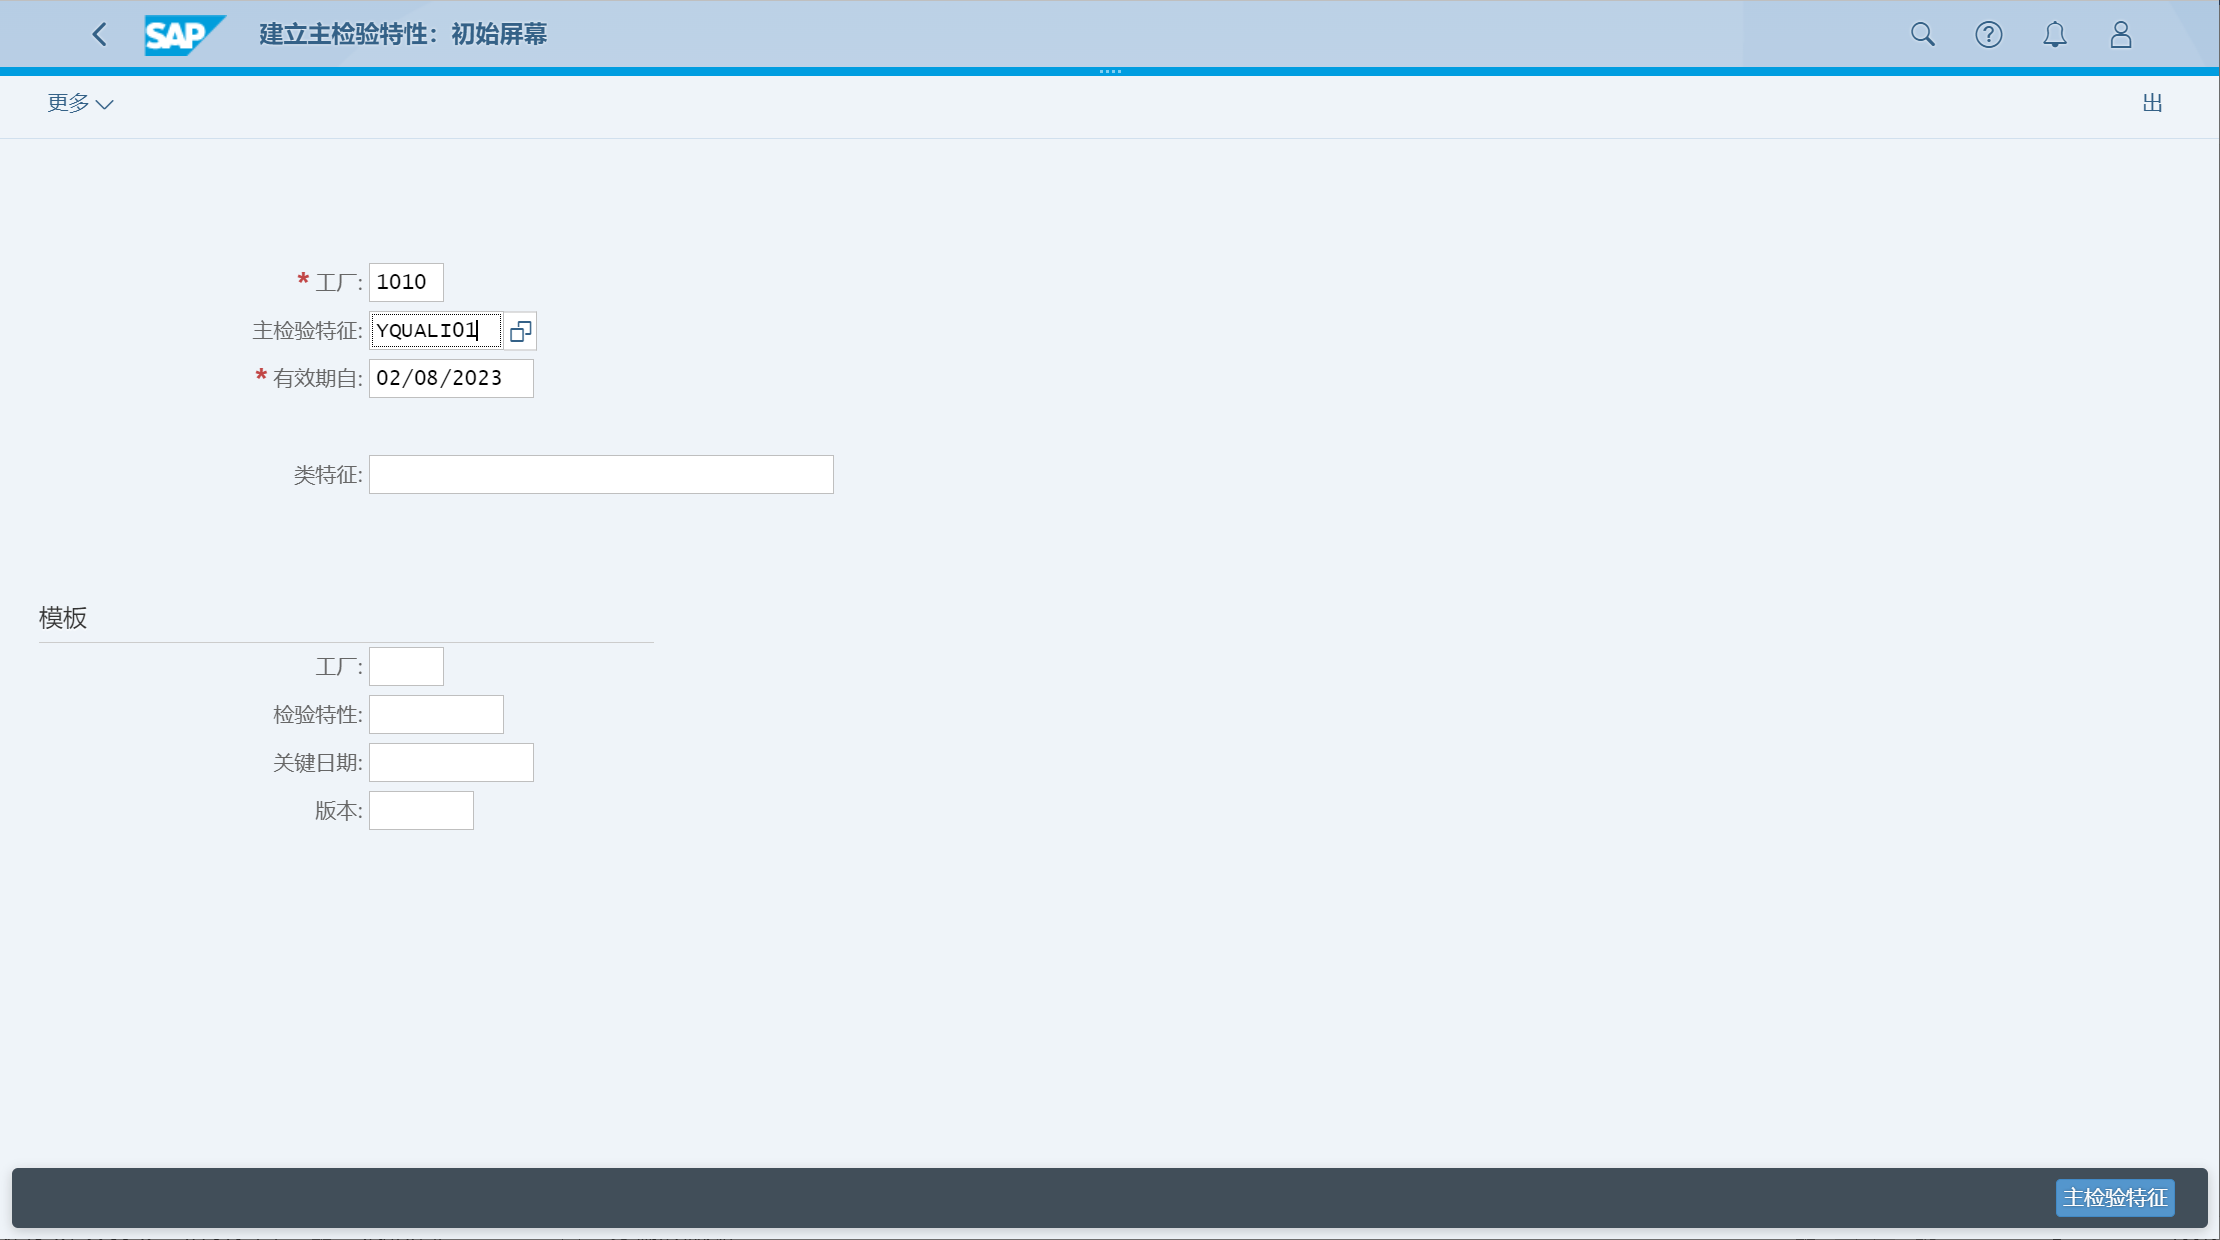 SAP 建立主检验特性：初始屏幕
更多
出
* 工厂: 1010
主检验特征: YQUALI01
* 有效期自: 02/08/2023
类特征:
模板
工厂:
检验特性:
关键日期:
版本:
主检验特征